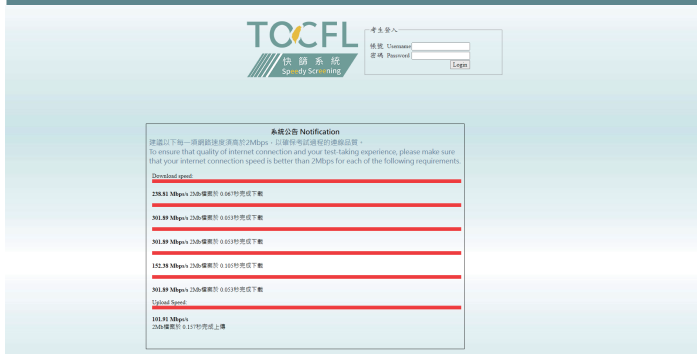 TOCFL
快篩系統
Speedy Screening
考生登入
帳號 Username
密碼 Password
Login
系統公告 Notification
建議以下每一項網路速度須高於2Mbps，以確保考試過程的連線品質。
To ensure that quality of internet connection and your test-taking experience, please make sure
that your internet connection speed is better than 2Mbps for each of the following requirements.
Download speed:
238.81 Mbps/s 2Mb檔案於 0.067秒完成下載
301.89 Mbps/s 2Mb檔案於 0.053秒完成下載
301.89 Mbps/s 2Mb檔案於 0.053秒完成下載
152.38 Mbps/s 2Mb檔案於 0.105秒完成下載
301.89 Mbps/s 2Mb檔案於 0.053秒完成下載
Upload Speed:
101.91 Mbps/s
2Mb檔案於 0.157秒完成上傳